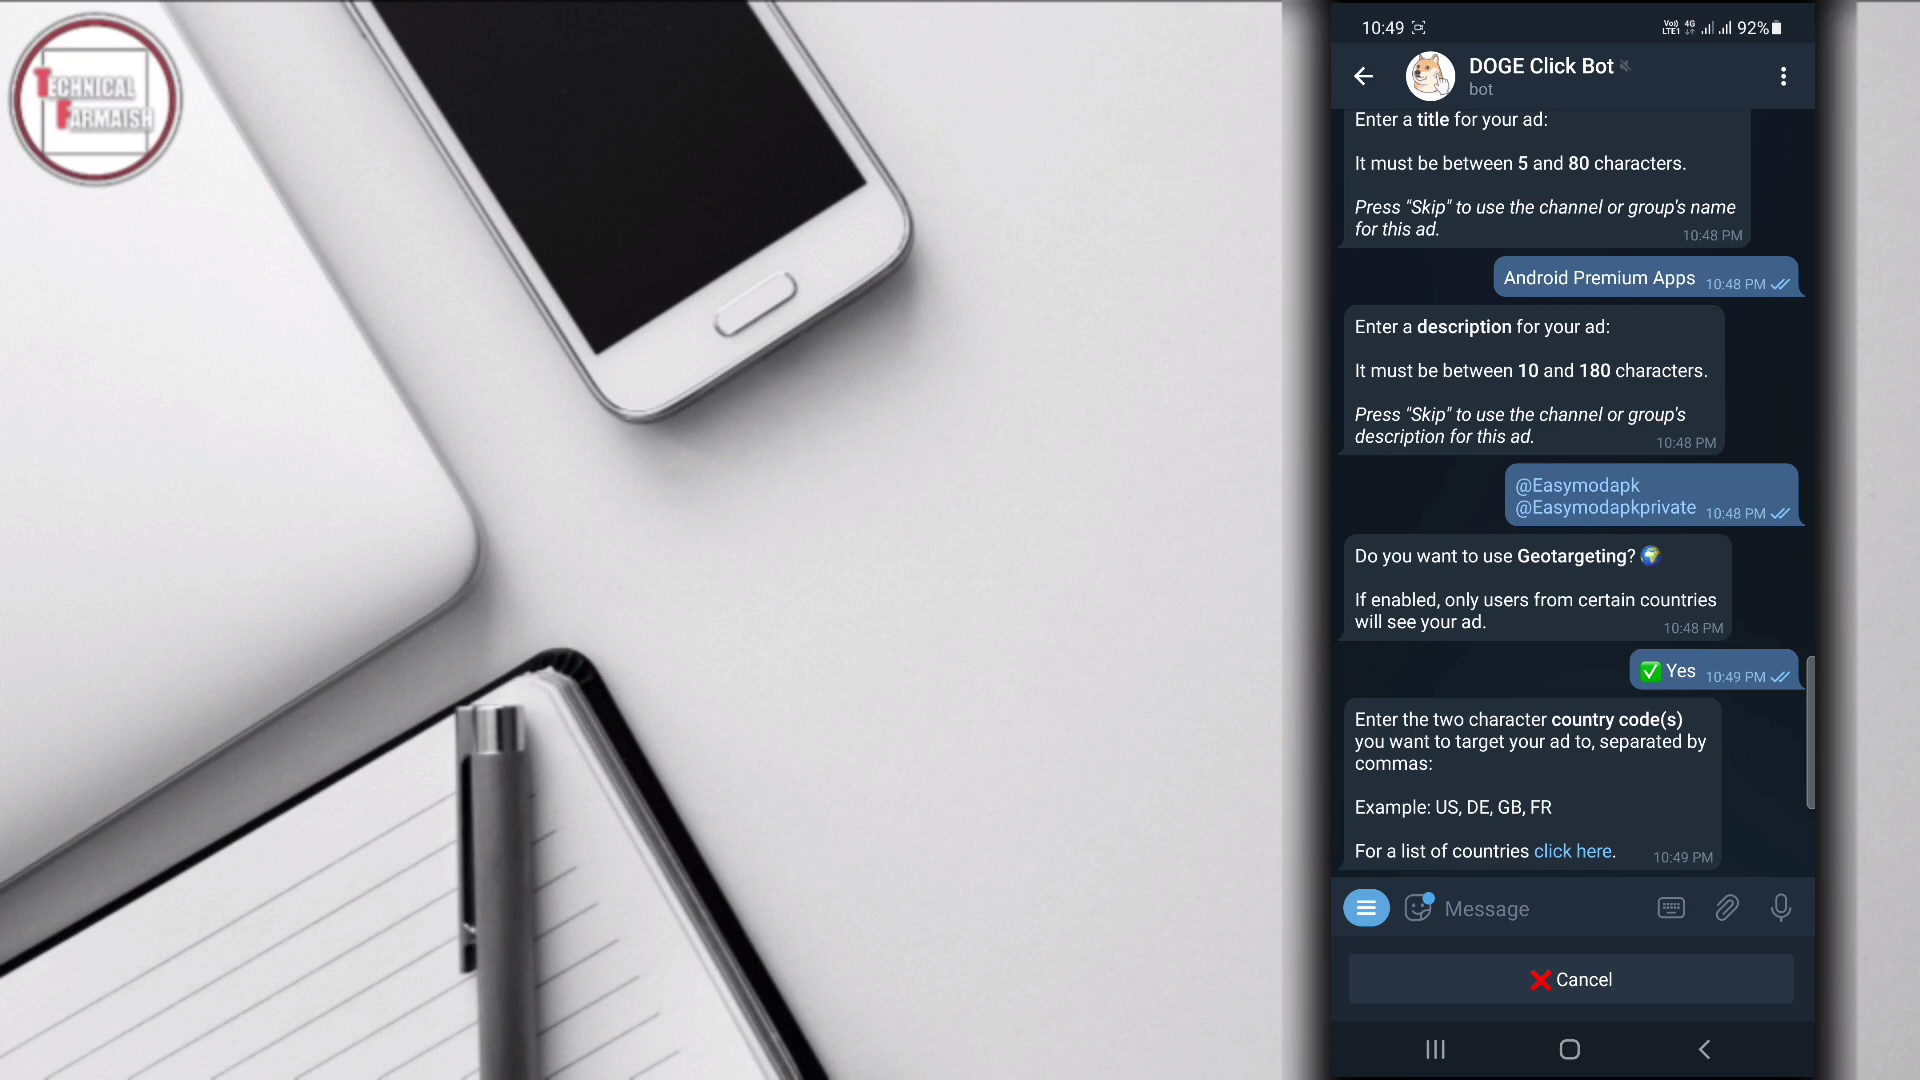 TECHNICAL
FARMAISH
10:49
Vo)) 4G
LTE1
92%
DOGE Click Bot
bot
Enter a title for your ad:
It must be between 5 and 80 characters.
Press "Skip" to use the channel or group's name
for this ad.
10:48 PM
Android Premium Apps 10:48 PM
Enter a description for your ad:
It must be between 10 and 180 characters.
Press "Skip" to use the channel or group's
description for this ad.
10:48 PM
@Easymodapk
@Easymodapkprivate 10:48 PM
Do you want to use Geotargeting? 🌍
If enabled, only users from certain countries
will see your ad.
10:48 PM
✅ Yes 10:49 PM
Enter the two character country code(s)
you want to target your ad to, separated by
commas:
Example: US, DE, GB, FR
For a list of countries click here.
10:49 PM
Message
❌ Cancel